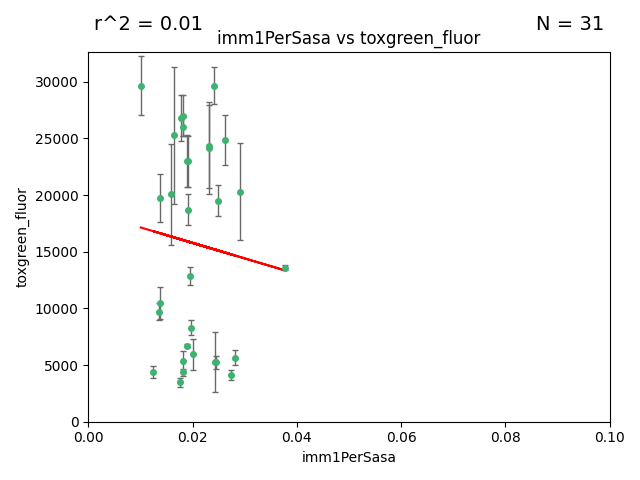 r^2 = 0.01
N = 31
imm1PerSasa vs toxgreen_fluor
30000
25000
20000
15000
10000
5000
0
toxgreen_fluor
0.00
0.02
0.04
0.06
0.08
0.10
imm1PerSasa